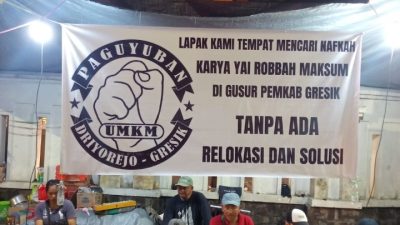 PAGUYUBAN
UMKM
DRIYOREJO - GRESIK
LAPAK KAMI TEMPAT MENCARI NAFKAH
KARYA YAI ROBBAH MAKSUM
DI GUSUR PEMKAB GRESIK
TANPA ADA
RELOKASI DAN SOLUSI